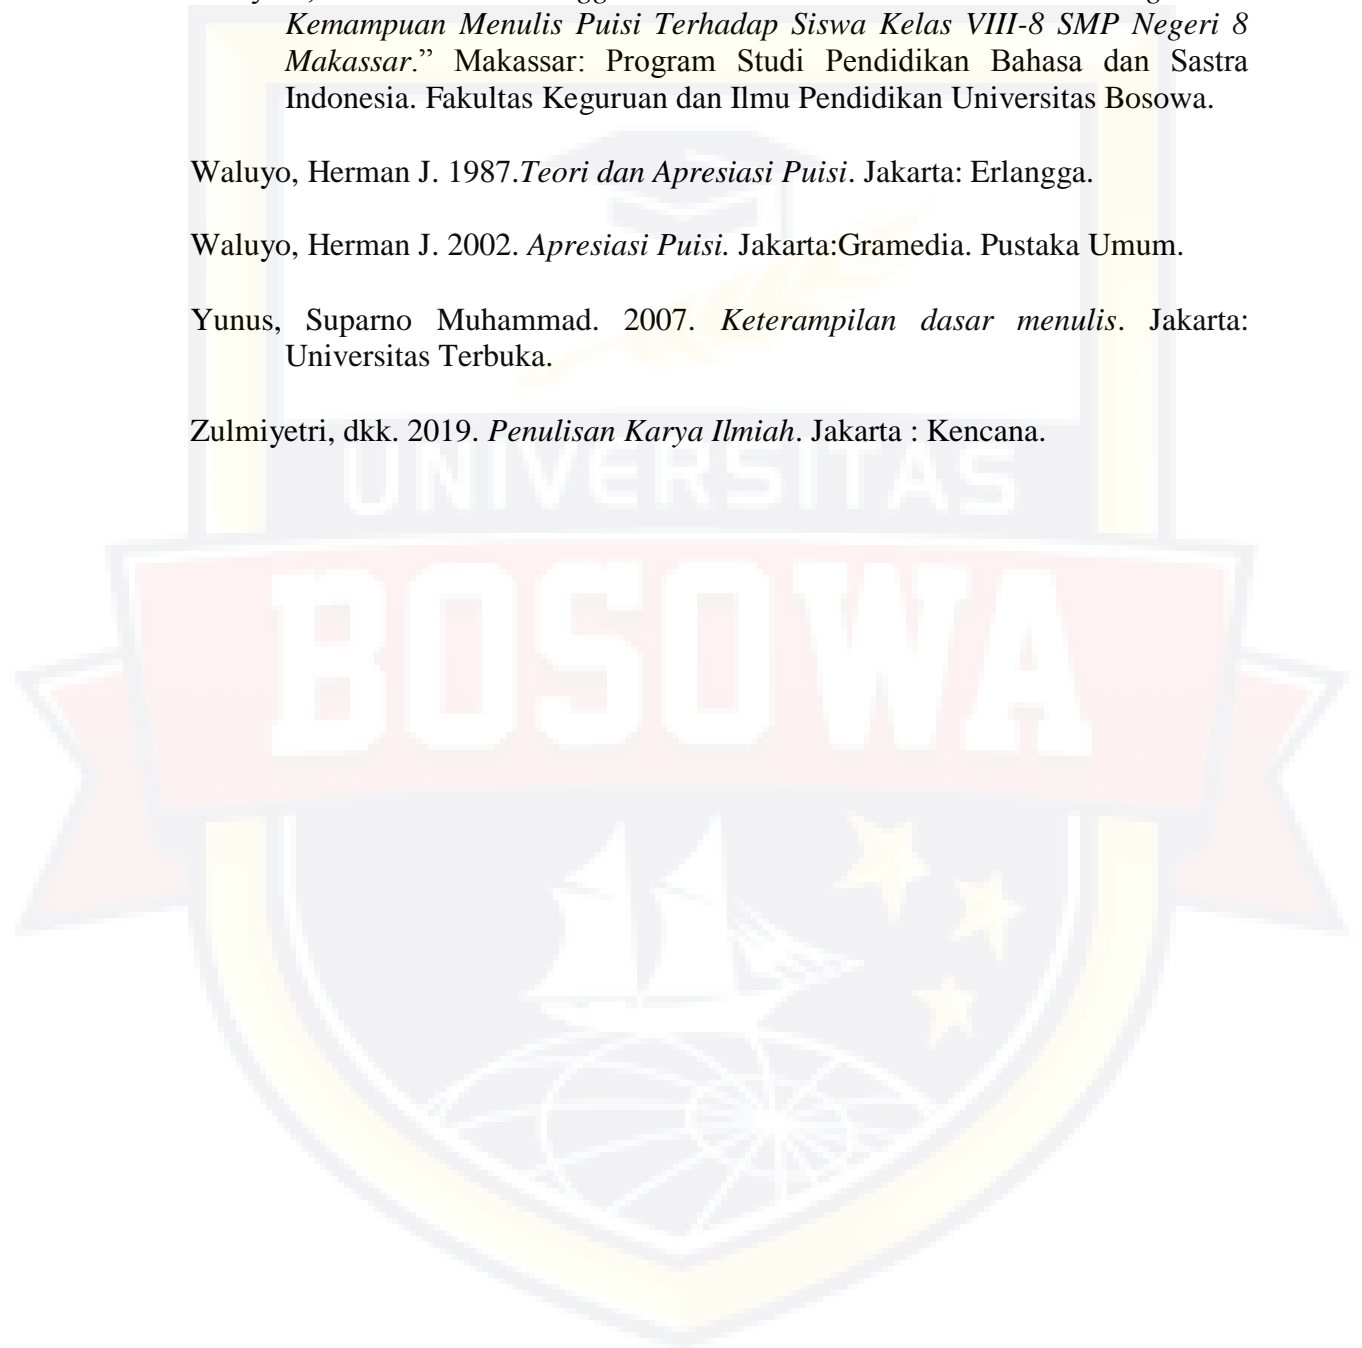 Kemampuan Menulis Puisi Terhadap Siswa Kelas VIII-8 SMP Negeri 8
Makassar.” Makassar: Program Studi Pendidikan Bahasa dan Sastra
Indonesia. Fakultas Keguruan dan Ilmu Pendidikan Universitas Bosowa.
Waluyo, Herman J. 1987.Teori dan Apresiasi Puisi. Jakarta: Erlangga.
Waluyo, Herman J. 2002. Apresiasi Puisi. Jakarta:Gramedia. Pustaka Umum.
Yunus, Suparno Muhammad. 2007. Keterampilan dasar menulis. Jakarta:
Universitas Terbuka.
Zulmiyetri, dkk. 2019. Penulisan Karya Ilmiah. Jakarta : Kencana.
UNIVERSITAS
BOSOWA